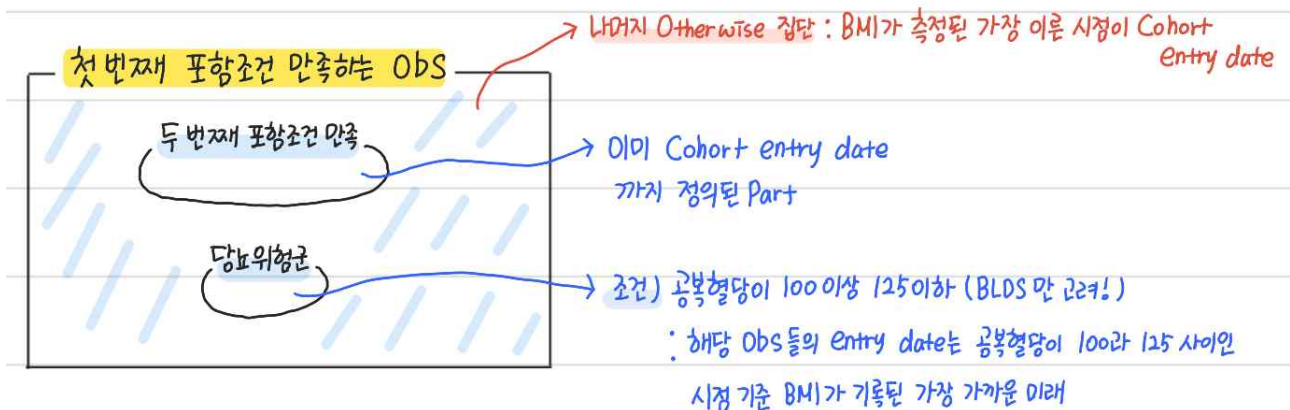 나머지 Otherwise 집단 : BMI가 측정된 가장 이른 시점이 Cohort
entry date
첫 번째 포함조건 만족하는 Obs
두 번째 포함조건 만족
이미 Cohort entry date
까지 정의된 Part
당뇨위험군
조건) 공복혈당이 100이상 125이하 (BLDS만 고려!)
: 해당 Obs들의 entry date는 공복혈당이 100과 125 사이인
시점 기준 BMI가 기록된 가장 가까운 미래